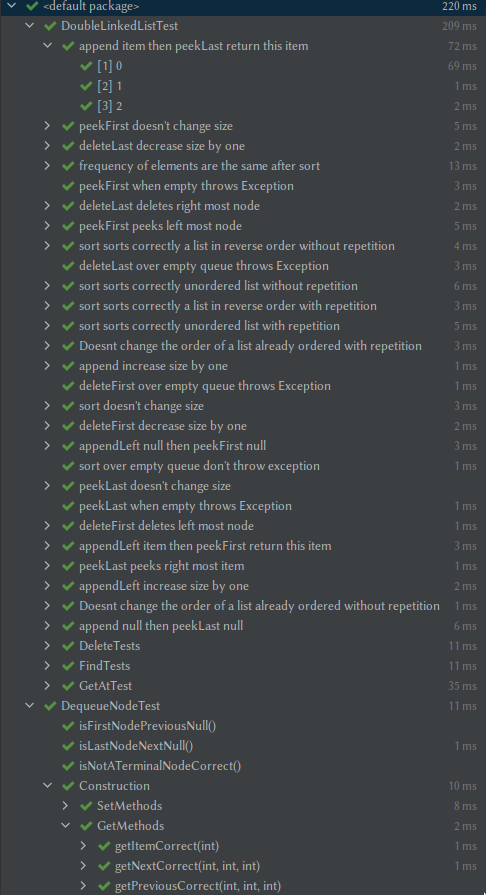 <default package> 220 ms
DoubleLinkedListTest 209 ms
append item then peekLast return this item 72 ms
[1] 0 69 ms
[2] 1 1 ms
[3] 2 2 ms
peekFirst doesn't change size 5 ms
deleteLast decrease size by one 2 ms
frequency of elements are the same after sort 13 ms
peekFirst when empty throws Exception 3 ms
deleteLast deletes right most node 2 ms
peekFirst peeks left most node 5 ms
sort sorts correctly a list in reverse order without repetition 4 ms
deleteLast over empty queue throws Exception 3 ms
sort sorts correctly unordered list without repetition 6 ms
sort sorts correctly a list in reverse order with repetition 3 ms
sort sorts correctly unordered list with repetition 5 ms
Doesnt change the order of a list already ordered with repetition 3 ms
append increase size by one 1 ms
deleteFirst over empty queue throws Exception 1 ms
sort doesn't change size 3 ms
deleteFirst decrease size by one 2 ms
appendLeft null then peekFirst null 3 ms
sort over empty queue don't throw exception 1 ms
peekLast doesn't change size
peekLast when empty throws Exception 1 ms
deleteFirst deletes left most node 1 ms
appendLeft item then peekFirst return this item 3 ms
peekLast peeks right most item 1 ms
appendLeft increase size by one 2 ms
Doesnt change the order of a list already ordered without repetition 1 ms
append null then peekLast null 6 ms
DeleteTests 11 ms
FindTests 11 ms
GetAtTest 35 ms
DequeueNodeTest 11 ms
isFirstNodePreviousNull()
isLastNodeNextNull() 1 ms
isNotATerminalNodeCorrect()
Construction 10 ms
SetMethods 8 ms
GetMethods 2 ms
getItemCorrect(int) 1 ms
getNextCorrect(int, int, int) 1 ms
getPreviousCorrect(int, int, int)